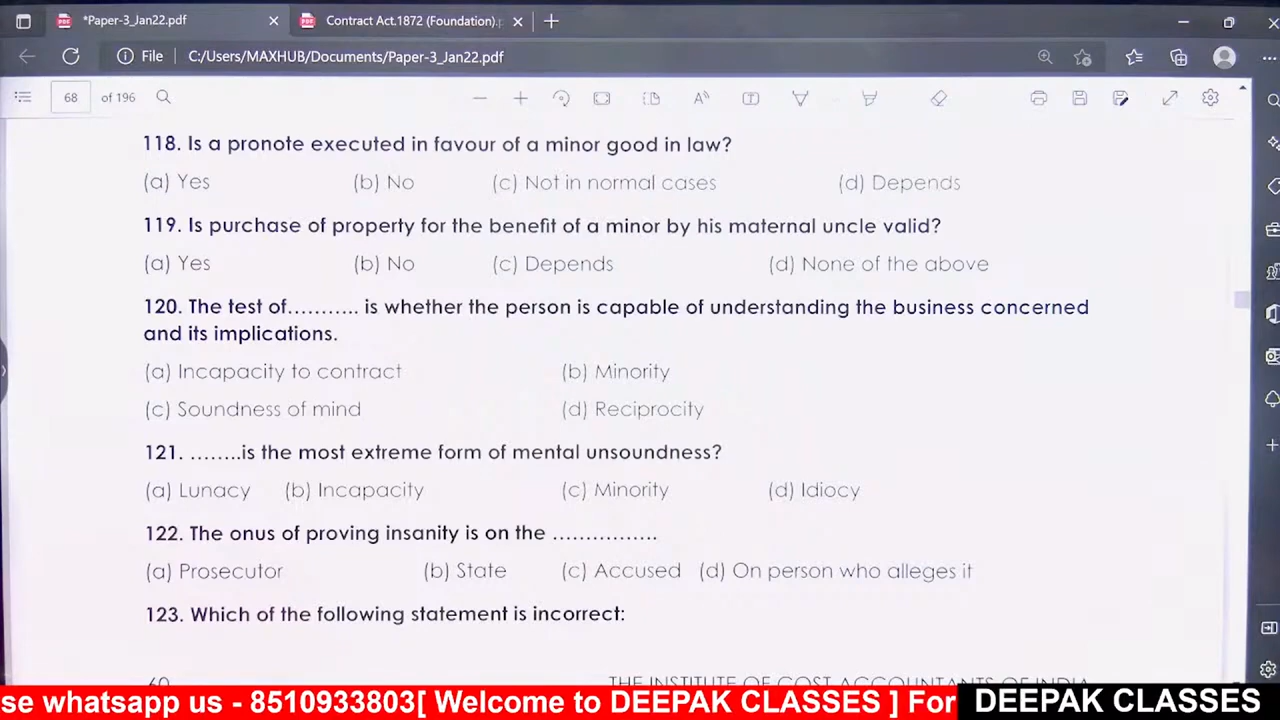 *Paper-3_Jan22.pdf
Contract Act.1872 (Foundation).p
File C:/Users/MAXHUB/Documents/Paper-3_Jan22.pdf
68 of 196
118. Is a pronote executed in favour of a minor good in law?
(a) Yes (b) No (c) Not in normal cases (d) Depends
119. Is purchase of property for the benefit of a minor by his maternal uncle valid?
(a) Yes (b) No (c) Depends (d) None of the above
120. The test of........... is whether the person is capable of understanding the business concerned
and its implications.
(a) Incapacity to contract (b) Minority
(c) Soundness of mind (d) Reciprocity
121. ........is the most extreme form of mental unsoundness?
(a) Lunacy (b) Incapacity (c) Minority (d) Idiocy
122. The onus of proving insanity is on the ................
(a) Prosecutor (b) State (c) Accused (d) On person who alleges it
123. Which of the following statement is incorrect:
THE INSTITUTE OF COST ACCOUNTANTS OF INDIA
se whatsapp us - 8510933803[ Welcome to DEEPAK CLASSES ] For
DEEPAK CLASSES